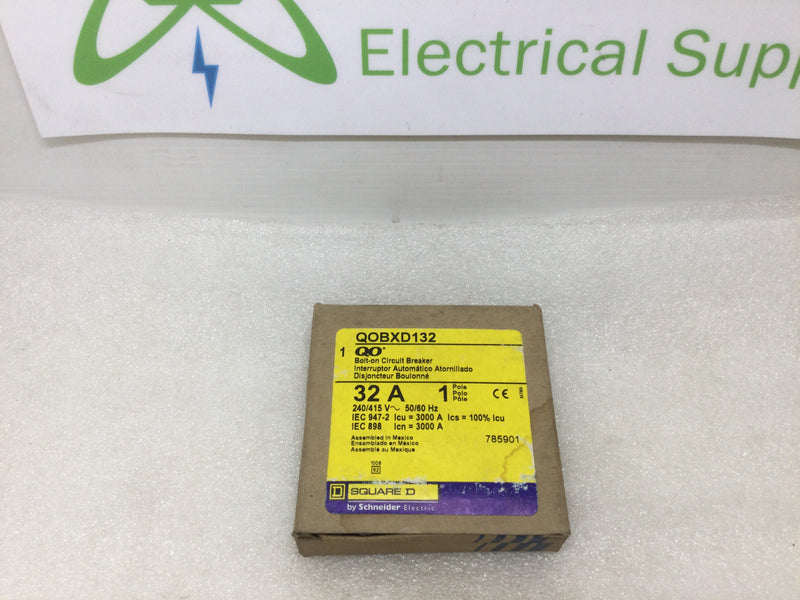 Electrical Supp
QOBXD132
1 QO®
Bolt-on Circuit Breaker
Interruptor Automático Atornillado
Disjoncteur Boulonné
32 A 1 Pole
Polo
Pôle
CE
240/415 V~ 50/60 Hz
IEC 947-2 Icu = 3000 A Ics = 100% Icu
IEC 898 Icn = 3000 A
Assembled in Mexico
Ensamblado en México
Assemblé au Mexique
785901
1008
62
D SQUARE D
by Schneider Electric